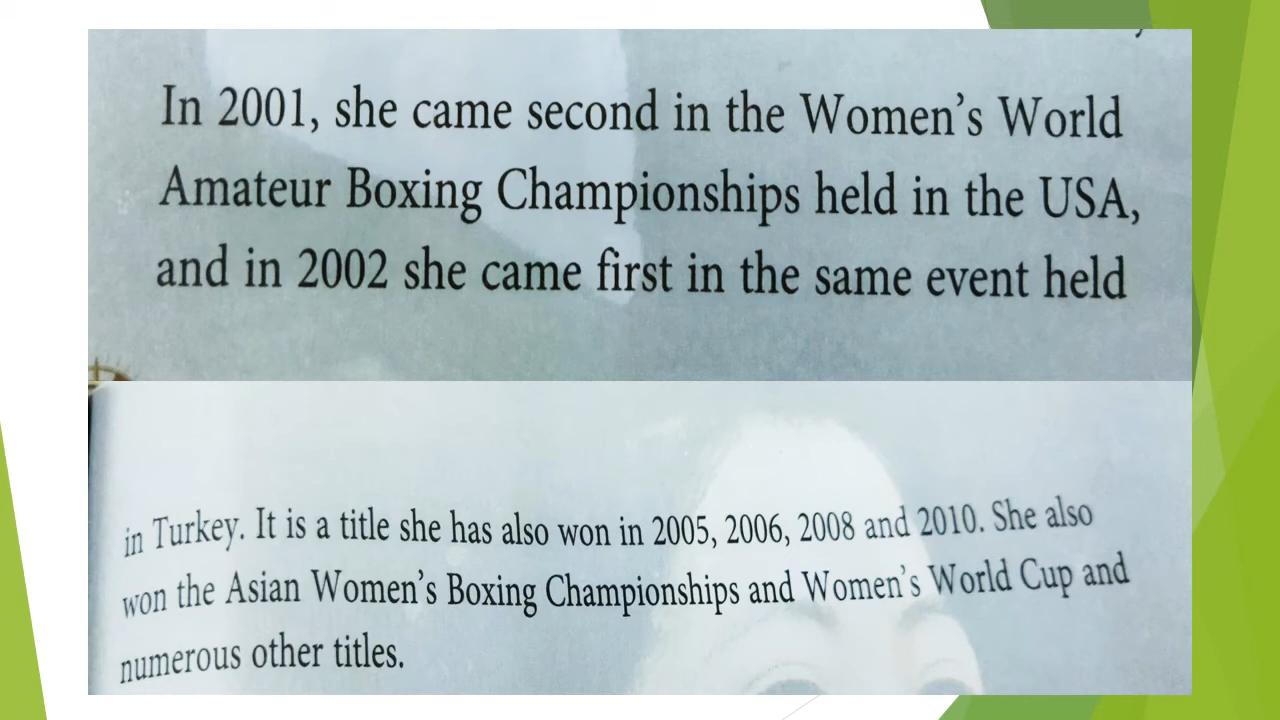 In 2001, she came second in the Women's World
Amateur Boxing Championships held in the USA,
and in 2002 she came first in the same event held
in Turkey. It is a title she has also won in 2005, 2006, 2008 and 2010. She also
won the Asian Women's Boxing Championships and Women's World Cup and
numerous other titles.